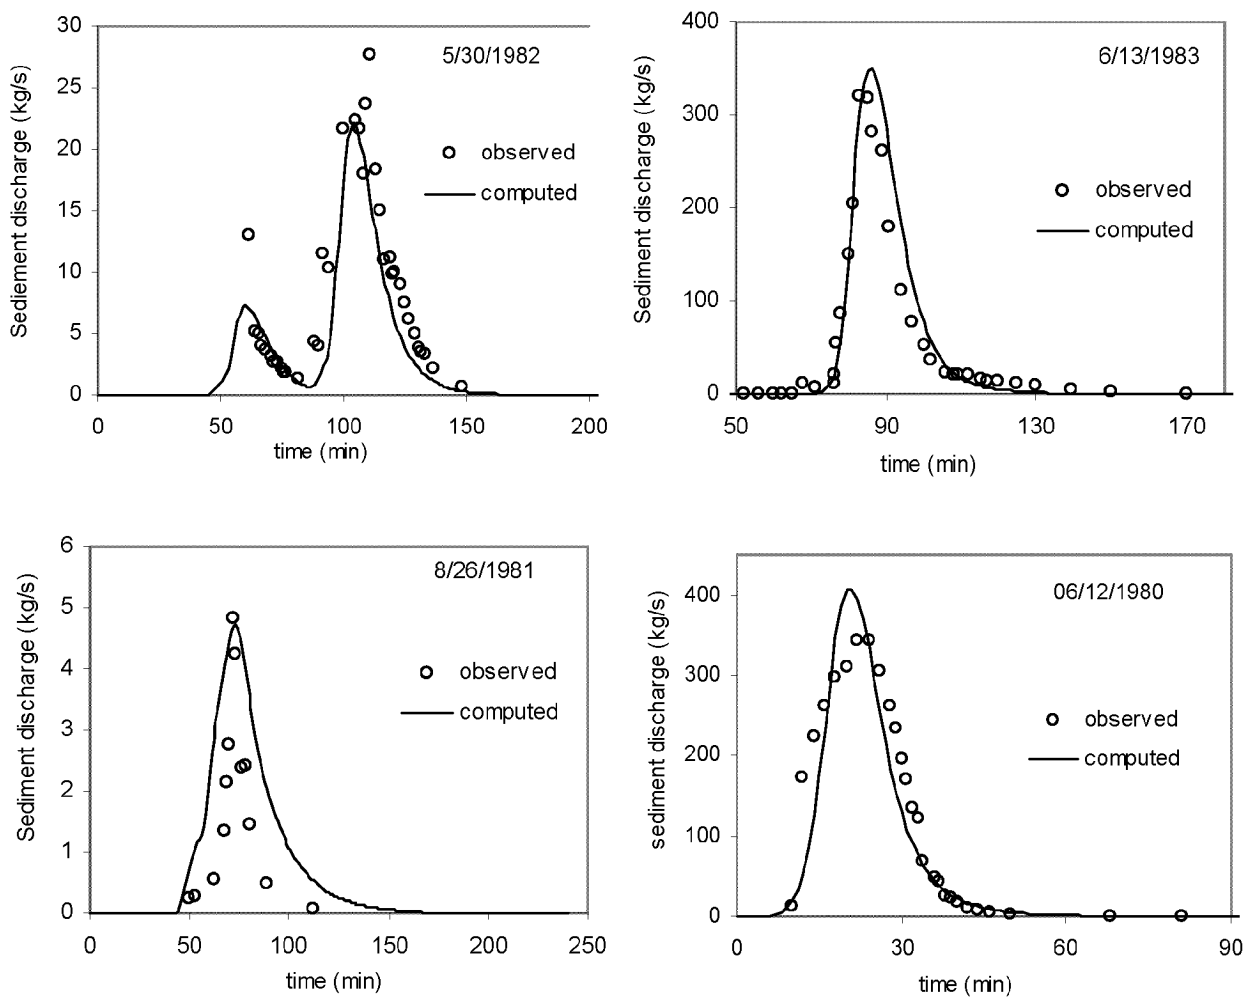 30
25
20
15
10
5
0
Sediement discharge (kg/s)
5/30/1982
observed
computed
0 50 100 150 200
time (min)
400
300
200
100
0
Sediment discharge (kg/s)
6/13/1983
observed
computed
50 90 130 170
time (min)
6
5
4
3
2
1
0
Sediment discharge (kg/s)
8/26/1981
observed
computed
0 50 100 150 200 250
time (min)
400
300
200
100
0
sediment discharge (kg/s)
06/12/1980
observed
computed
0 30 60 90
time (min)